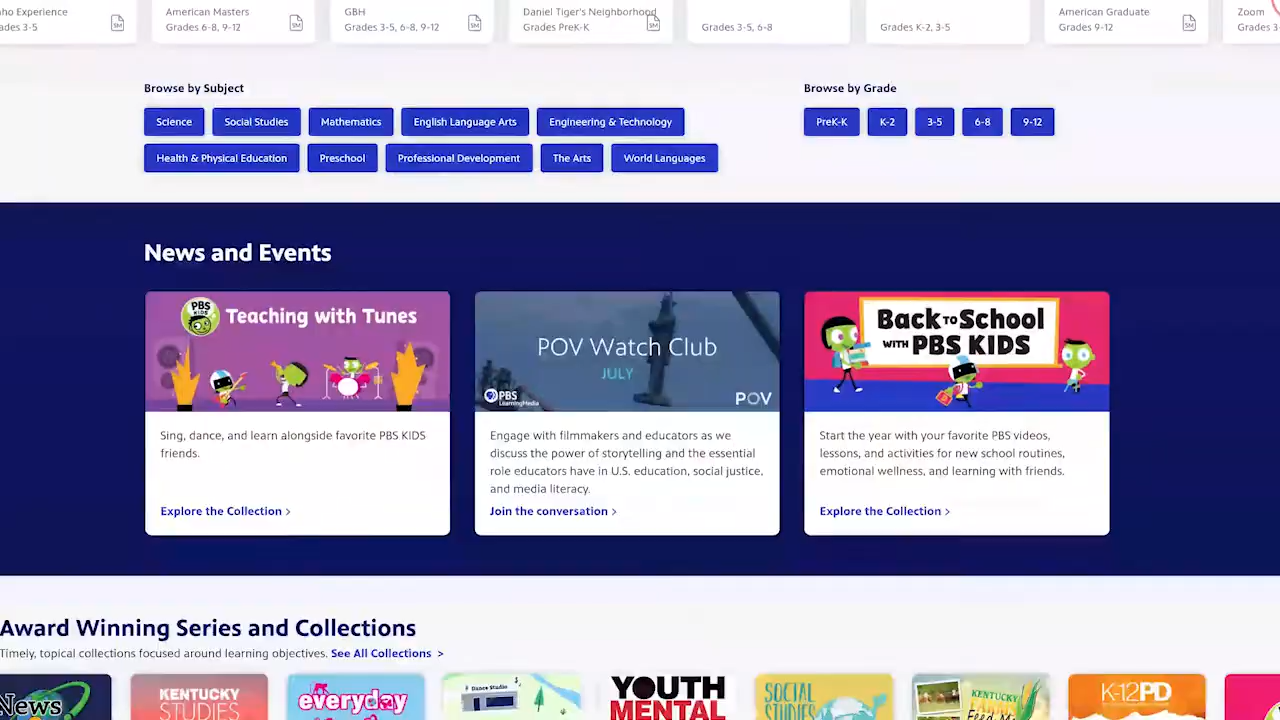 ho Experience
ades 3-5
American Masters
Grades 6-8, 9-12
GBH
Grades 3-5, 6-8, 9-12
Daniel Tiger's Neighborhood
Grades PreK-K
Grades 3-5, 6-8
Grades K-2, 3-5
American Graduate
Grades 9-12
Zoom
Grades 3-
Browse by Subject
Science
Social Studies
Mathematics
English Language Arts
Engineering & Technology
Health & Physical Education
Preschool
Professional Development
The Arts
World Languages
Browse by Grade
PreK-K
K-2
3-5
6-8
9-12
News and Events
PBS
KIDS
Teaching with Tunes
Sing, dance, and learn alongside favorite PBS KIDS
friends.
Explore the Collection >
POV Watch Club
JULY
PBS
LearningMedia
POV
Engage with filmmakers and educators as we
discuss the power of storytelling and the essential
role educators have in U.S. education, social justice,
and media literacy.
Join the conversation >
Back to School
with PBS KIDS
Start the year with your favorite PBS videos,
lessons, and activities for new school routines,
emotional wellness, and learning with friends.
Explore the Collection >
Award Winning Series and Collections
Timely, topical collections focused around learning objectives. See All Collections >
News
KENTUCKY
STUDIES
everyday
Dance Studio
YOUTH
MENTAL
SOCIAL
STUDIES
KENTUCKY
K-12PD